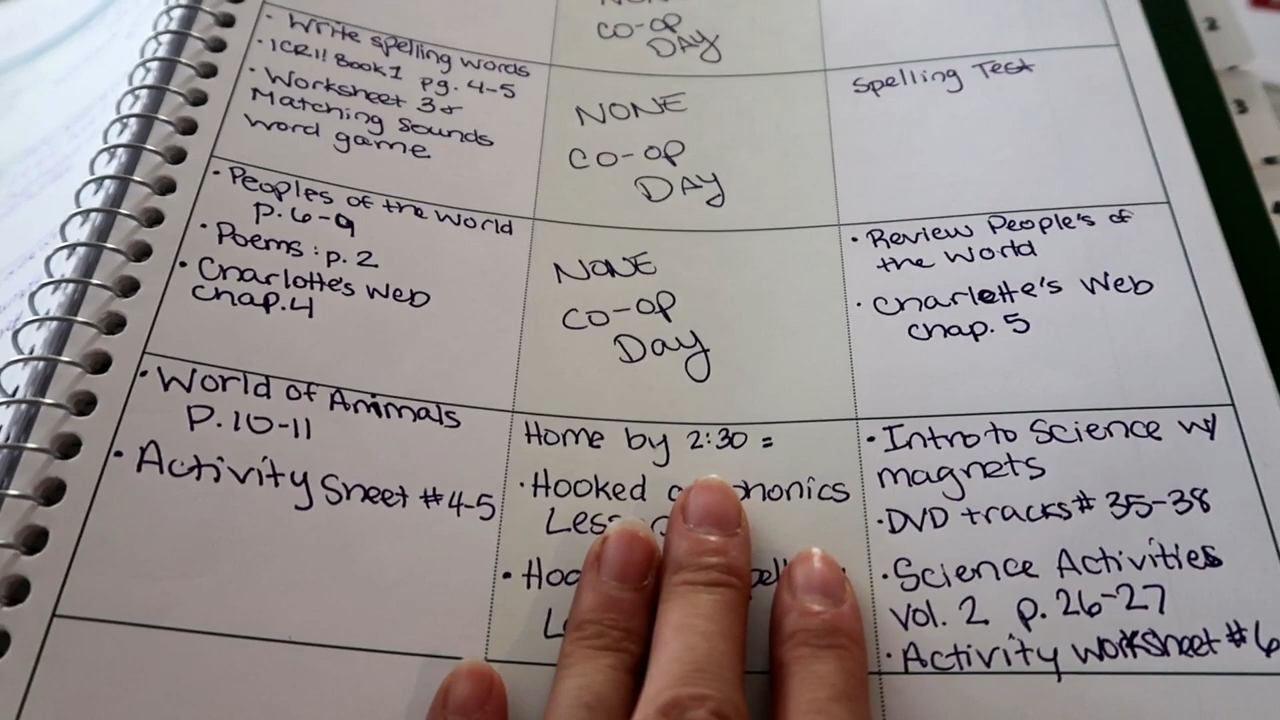 CO-OP
DAY
• Write spelling words
• ICR!! Book 1 pg. 4-5
• Worksheet 3 &
Matching Sounds
word game
NONE
CO-OP
DAY
Spelling Test
• Peoples of the World
p. 6-9
• Poems: p. 2
• Charlotte's Web
Chap. 4
NONE
CO-OP
Day
• Review People's of
the World
• Charlotte's Web
chap. 5
• World of Animals
P. 10-11
• Activity Sheet #4-5
Home by 2:30 =
• Hooked phonics
•
• Intro to Science w/
magnets
• DVD tracks # 35-38
• Science Activities
Vol. 2 p. 26-27
• Activity worksheet # 6
2
3